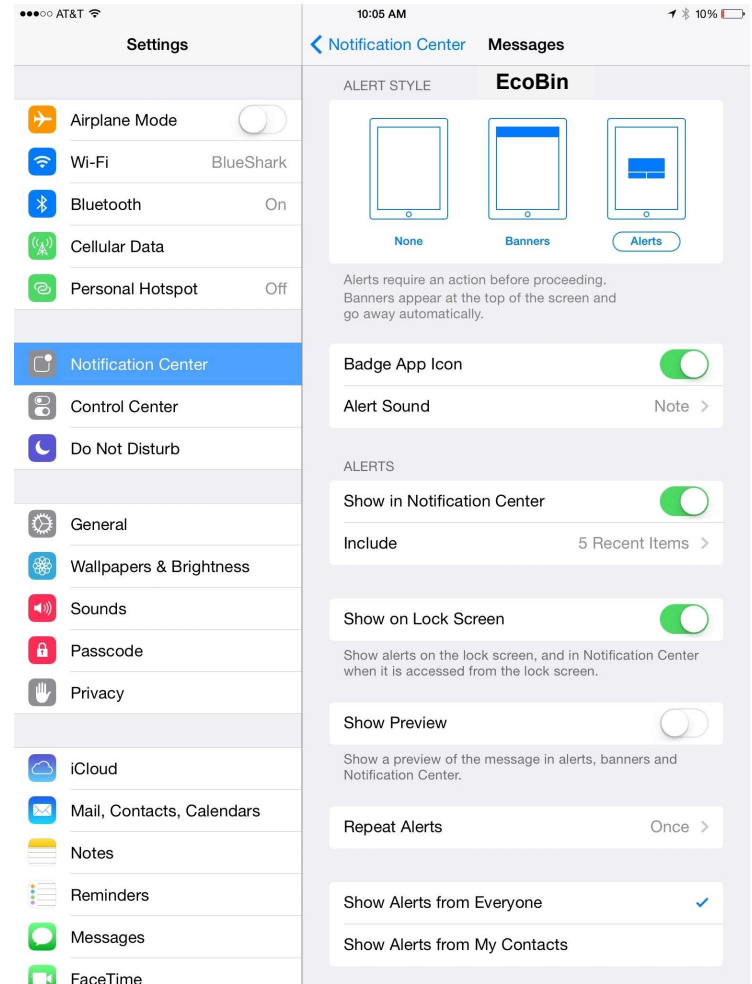 AT&T
10:05 AM
10%
Settings
Airplane Mode
Wi-Fi BlueShark
Bluetooth On
Cellular Data
Personal Hotspot Off
Notification Center
Control Center
Do Not Disturb
General
Wallpapers & Brightness
Sounds
Passcode
Privacy
iCloud
Mail, Contacts, Calendars
Notes
Reminders
Messages
FaceTime
Notification Center Messages
ALERT STYLE EcoBin
None Banners Alerts
Alerts require an action before proceeding.
Banners appear at the top of the screen and
go away automatically.
Badge App Icon
Alert Sound Note
ALERTS
Show in Notification Center
Include 5 Recent Items
Show on Lock Screen
Show alerts on the lock screen, and in Notification Center
when it is accessed from the lock screen.
Show Preview
Show a preview of the message in alerts, banners and
Notification Center.
Repeat Alerts Once
Show Alerts from Everyone
Show Alerts from My Contacts